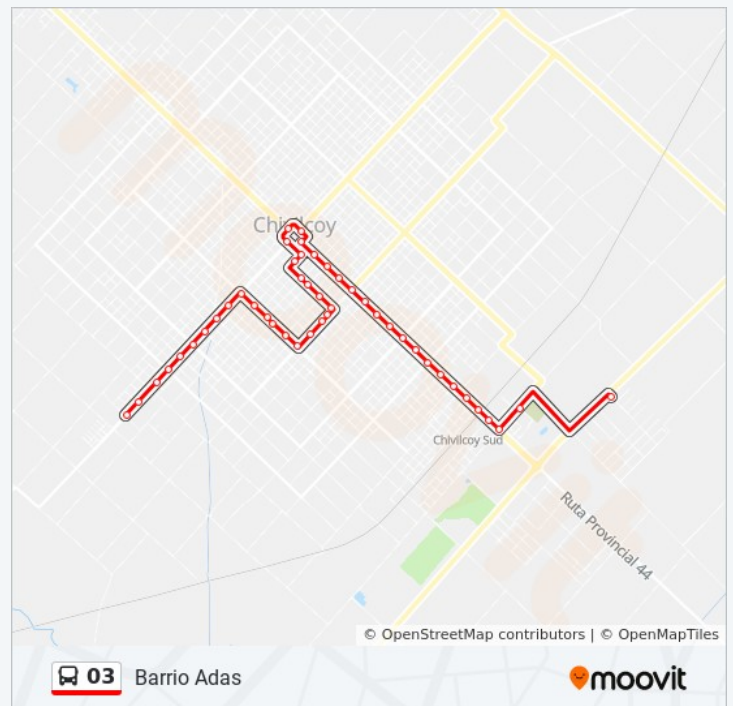 Chivilcoy
Chivilcoy Sud
Ruta Provincial 44
© OpenStreetMap contributors | © OpenMapTiles
03 Barrio Adas
moovit